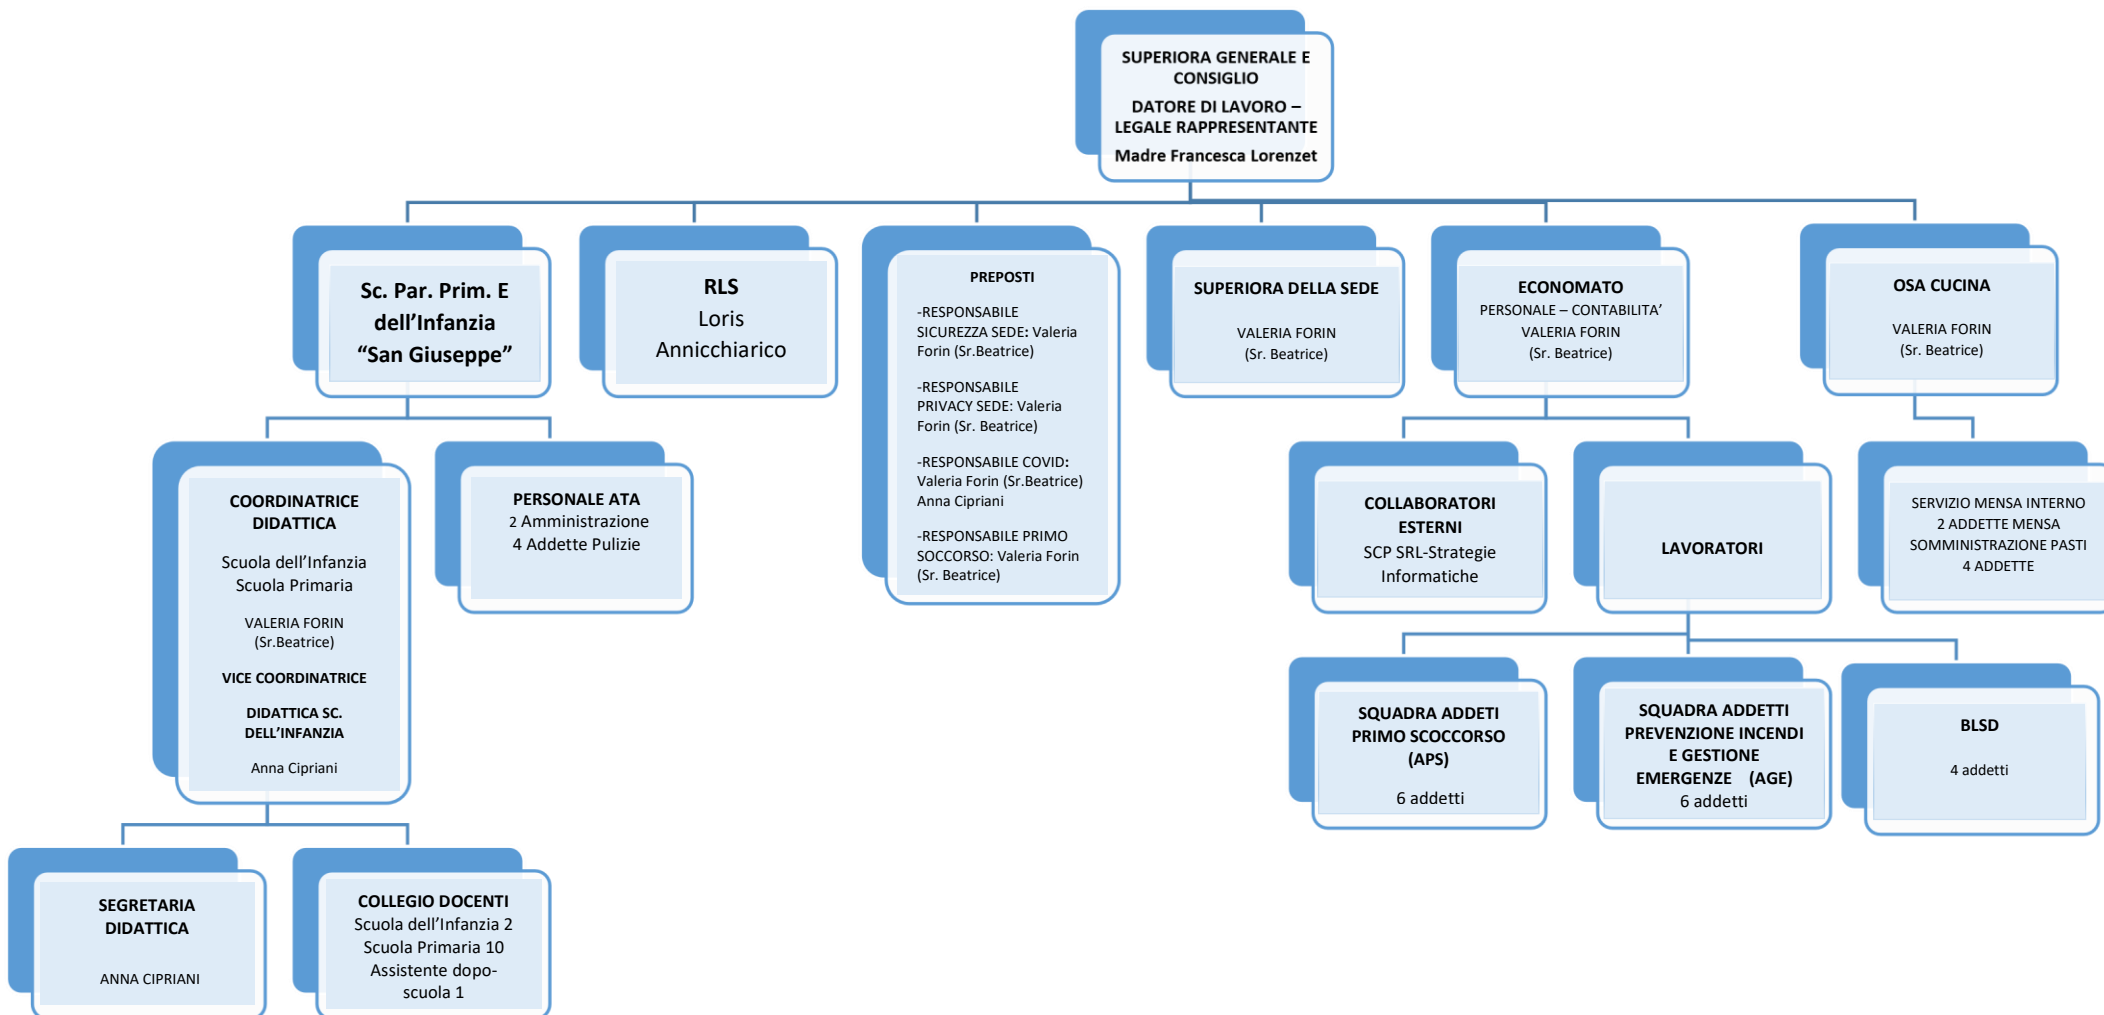 SUPERIORA GENERALE E
CONSIGLIO
DATORE DI LAVORO –
LEGALE RAPPRESENTANTE
Madre Francesca Lorenzet
Sc. Par. Prim. E
dell’Infanzia
“San Giuseppe”
RLS
Loris
Annicchiarico
PREPOSTI
-RESPONSABILE
SICUREZZA SEDE: Valeria
Forin (Sr.Beatrice)
-RESPONSABILE
PRIVACY SEDE: Valeria
Forin (Sr. Beatrice)
-RESPONSABILE COVID:
Valeria Forin (Sr.Beatrice)
Anna Cipriani
-RESPONSABILE PRIMO
SOCCORSO: Valeria Forin
(Sr. Beatrice)
SUPERIORA DELLA SEDE
VALERIA FORIN
(Sr. Beatrice)
ECONOMATO
PERSONALE – CONTABILITA’
VALERIA FORIN
(Sr. Beatrice)
OSA CUCINA
VALERIA FORIN
(Sr. Beatrice)
COORDINATRICE
DIDATTICA
Scuola dell’Infanzia
Scuola Primaria
VALERIA FORIN
(Sr.Beatrice)
VICE COORDINATRICE
DIDATTICA SC.
DELL’INFANZIA
Anna Cipriani
PERSONALE ATA
2 Amministrazione
4 Addette Pulizie
COLLABORATORI
ESTERNI
SCP SRL-Strategie
Informatiche
LAVORATORI
SERVIZIO MENSA INTERNO
2 ADDETTE MENSA
SOMMINISTRAZIONE PASTI
4 ADDETTE
SQUADRA ADDETI
PRIMO SCOCCORSO
(APS)
6 addetti
SQUADRA ADDETTI
PREVENZIONE INCENDI
E GESTIONE
EMERGENZE (AGE)
6 addetti
BLSD
4 addetti
SEGRETARIA
DIDATTICA
ANNA CIPRIANI
COLLEGIO DOCENTI
Scuola dell’Infanzia 2
Scuola Primaria 10
Assistente dopo-
scuola 1